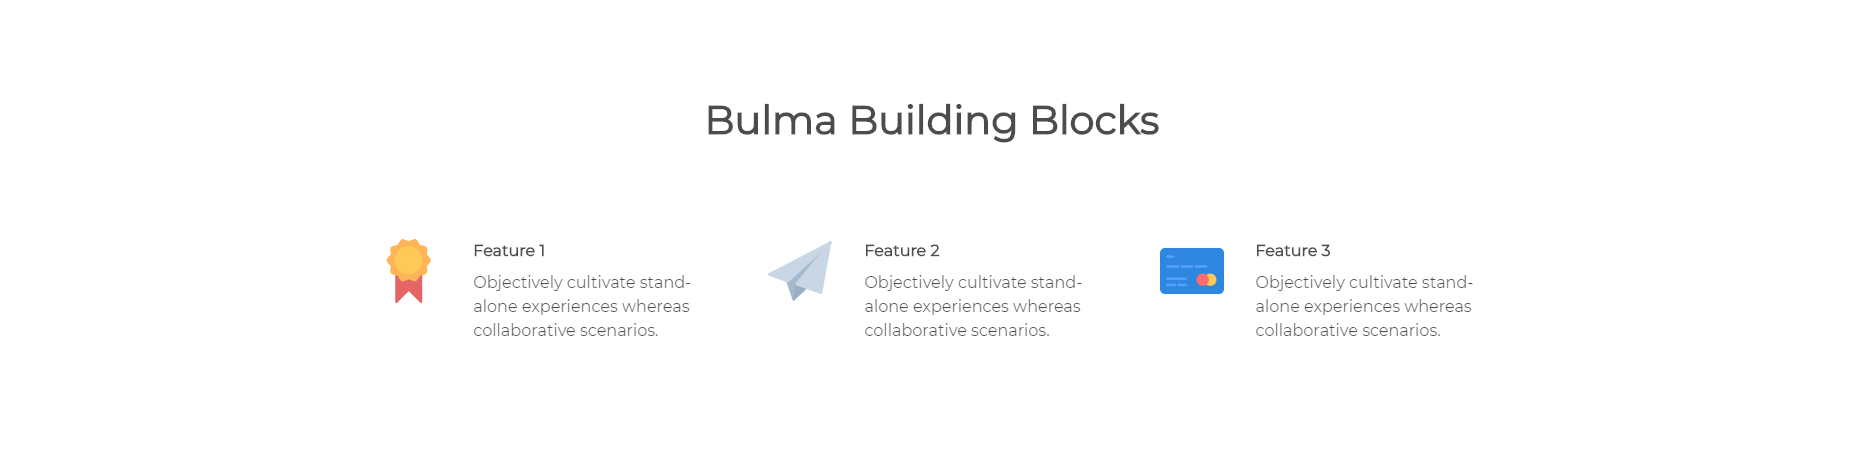 Bulma Building Blocks
Feature 1
Objectively cultivate stand-
alone experiences whereas
collaborative scenarios.
Feature 2
Objectively cultivate stand-
alone experiences whereas
collaborative scenarios.
Feature 3
Objectively cultivate stand-
alone experiences whereas
collaborative scenarios.